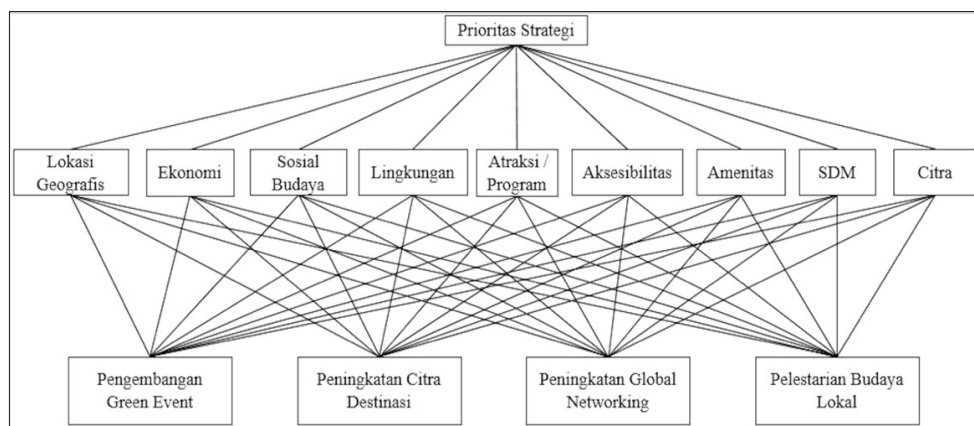 Prioritas Strategi
Lokasi
Geografis
Ekonomi
Sosial
Budaya
Lingkungan
Atraksi /
Program
Aksesibilitas
Amenitas
SDM
Citra
Pengembangan
Green Event
Peningkatan Citra
Destinasi
Peningkatan Global
Networking
Pelestarian Budaya
Lokal